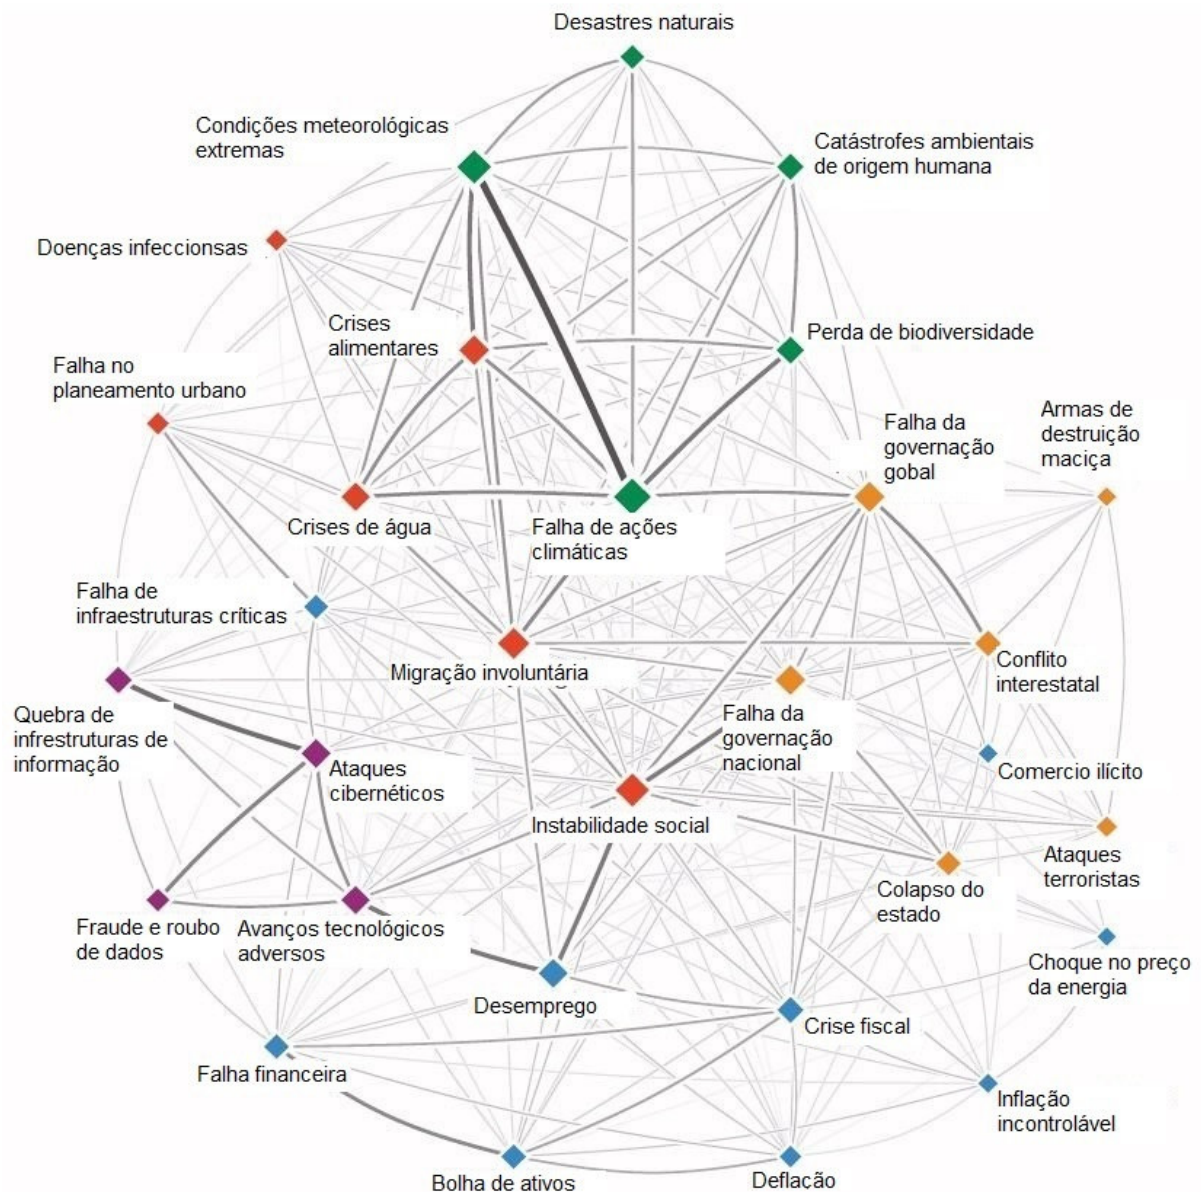 Desastres naturais
Condições meteorológicas
extremas
Catástrofes ambientais
de origem humana
Doenças infeccionsas
Crises
alimentares
Perda de biodiversidade
Falha no
planeamento urbano
Falha da
governação
gobal
Armas de
destruição
maciça
Crises de água
Falha de ações
climáticas
Falha de
infraestruturas críticas
Migração involuntária
Conflito
interestatal
Quebra de
infrestruturas de
informação
Falha da
governação
nacional
Ataques
cibernéticos
Comercio ilícito
Instabilidade social
Ataques
terroristas
Colapso do
estado
Fraude e roubo
de dados
Avanços tecnológicos
adversos
Choque no preço
da energia
Desemprego
Crise fiscal
Falha financeira
Inflação
incontrolável
Bolha de ativos
Deflação